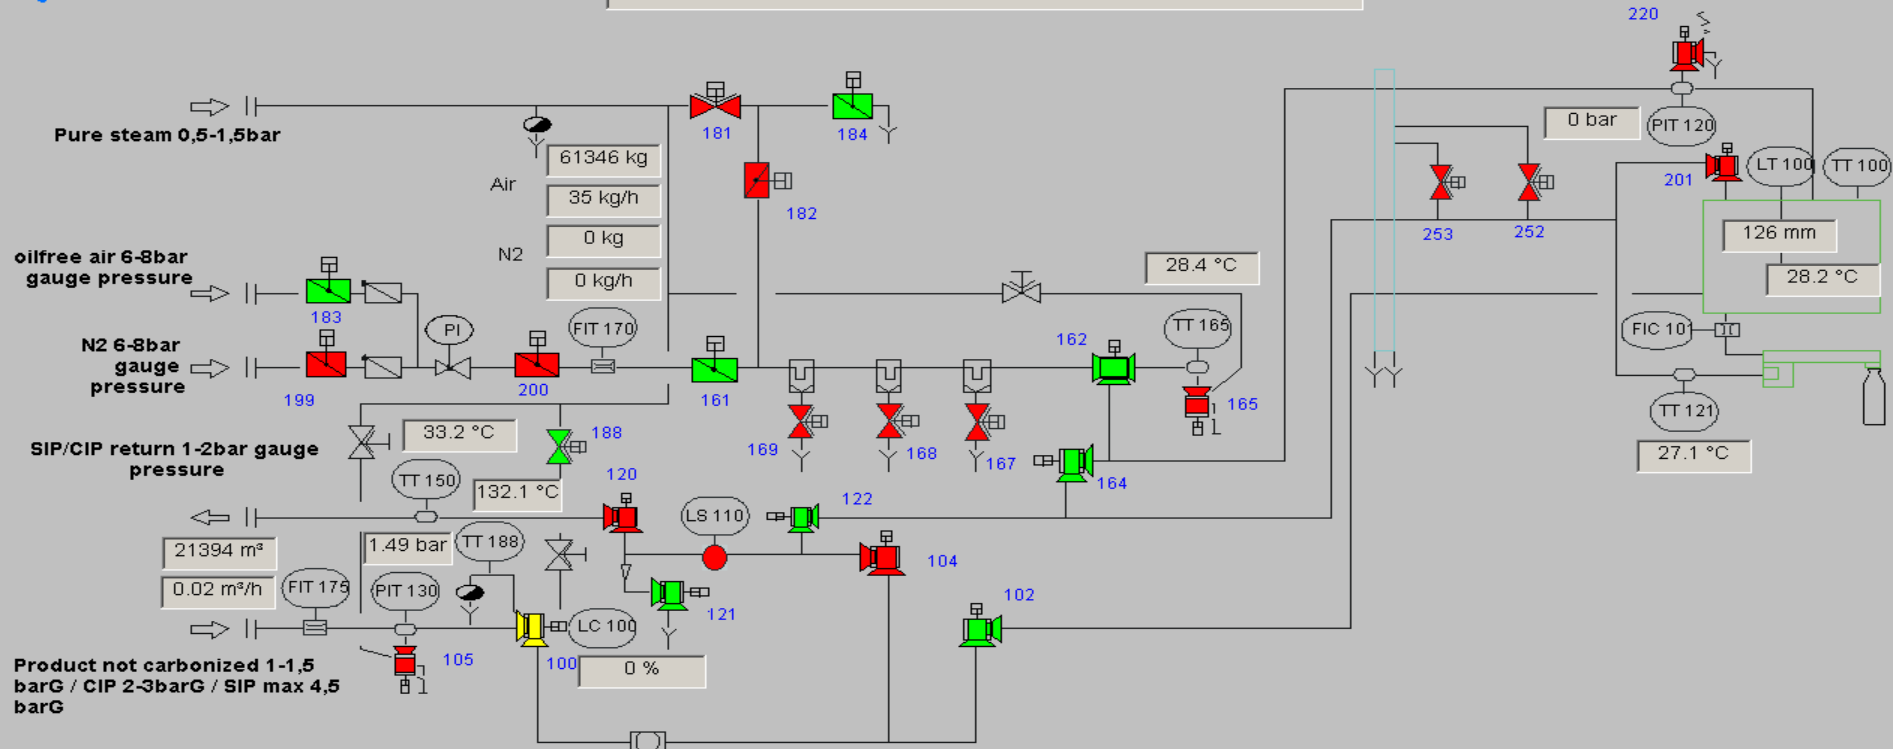 220
Pure steam 0,5-1,5bar
181
184
0 bar
PIT 120
61346 kg
Air
35 kg/h
182
201
LT 100
TT 100
0 kg
N2
0 kg/h
253
252
126 mm
oilfree air 6-8bar
gauge pressure
28.4 °C
28.2 °C
183
PI
FIT 170
TT 165
162
FIC 101
N2 6-8bar
gauge
pressure
199
200
161
165
TT 121
33.2 °C
188
SIP/CIP return 1-2bar gauge
pressure
169
168
167
27.1 °C
TT 150
132.1 °C
120
164
122
LS 110
21394 m³
1.49 bar
TT 188
104
0.02 m³/h
FIT 175
PIT 130
121
102
LC 100
105
100
0 %
Product not carbonized 1-1,5
barG / CIP 2-3barG / SIP max 4,5
barG